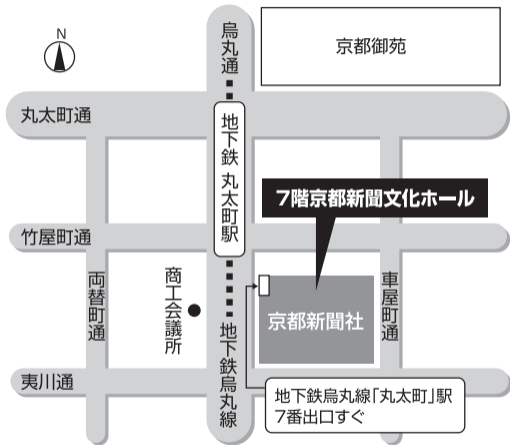 N
烏丸通
京都御苑
丸太町通
地下鉄 丸太町駅
7階京都新聞文化ホール
竹屋町通
両替町通
商工会議所
車屋町通
京都新聞社
地下鉄烏丸線
夷川通
地下鉄烏丸線「丸太町」駅
7番出口すぐ